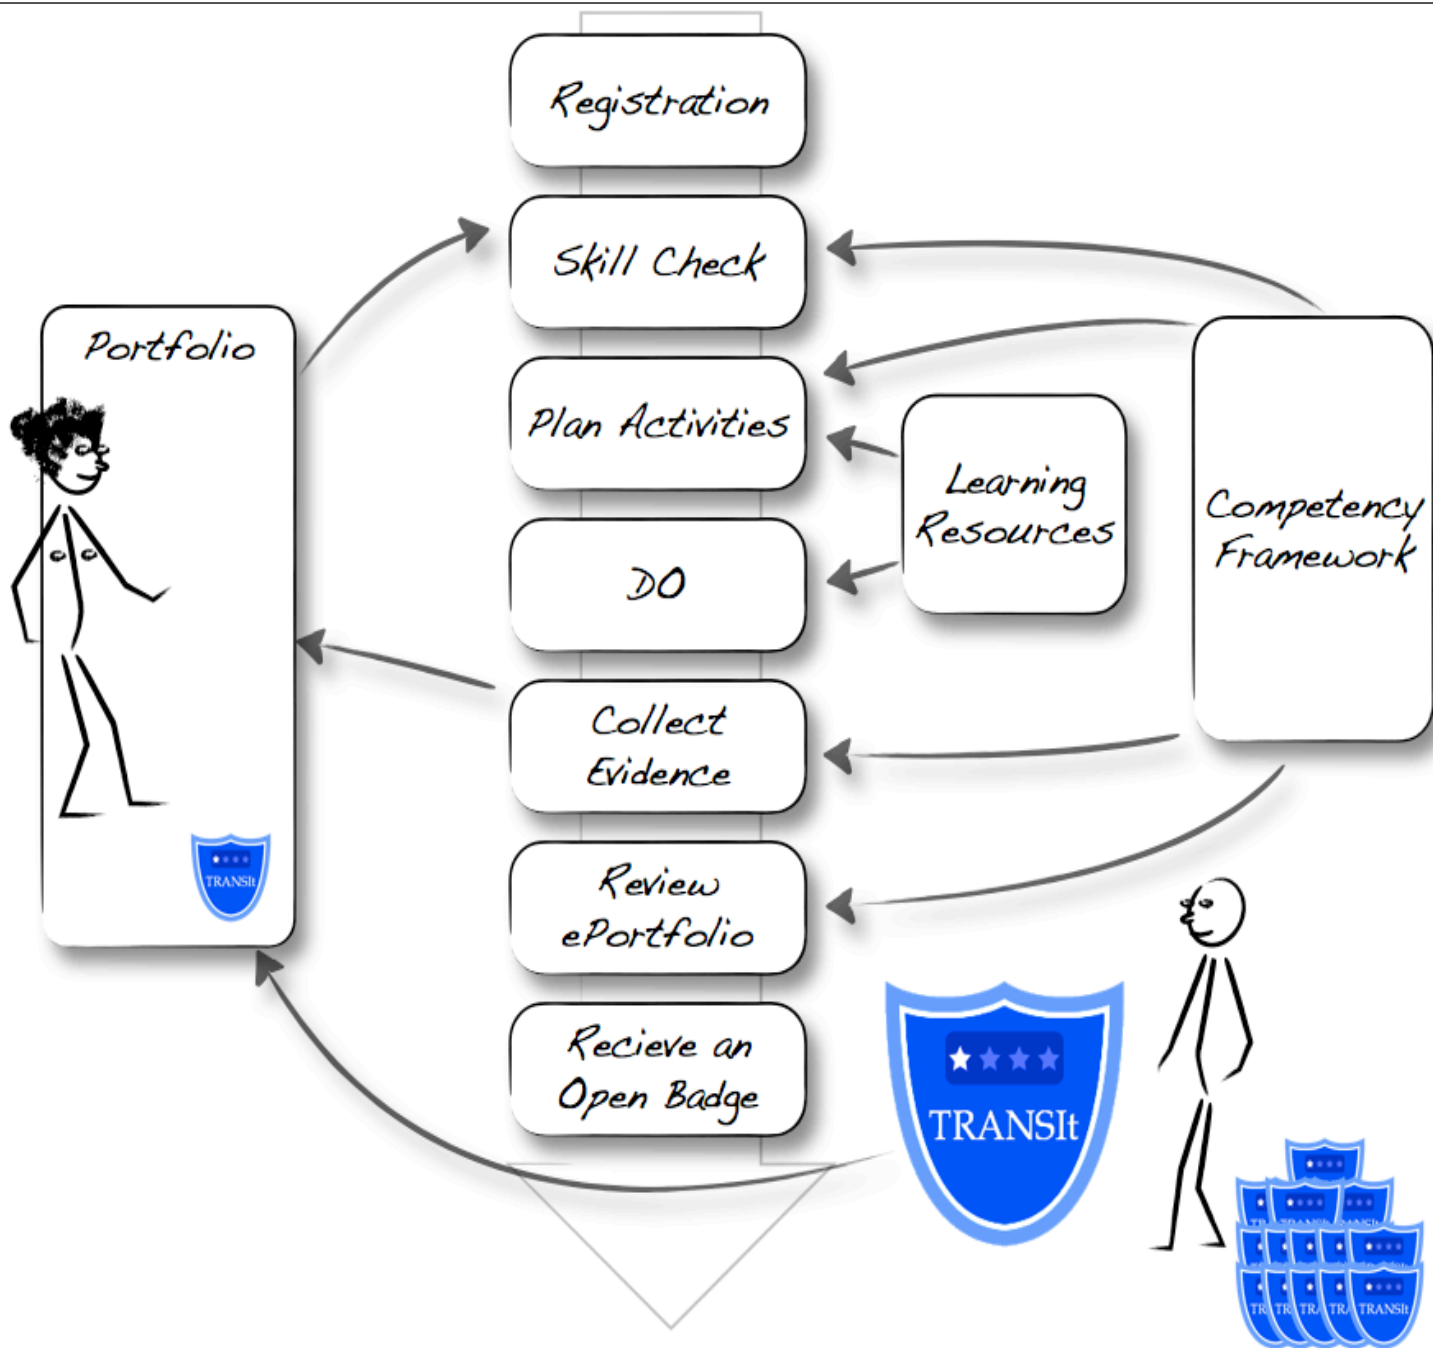 Registration
Skill Check
Portfolio
Plan Activities
Learning
Resources
Competency
Framework
DO
Collect
Evidence
TRANSIt
Review
ePortfolio
Recieve an
Open Badge
TRANSIt
TRANSIt